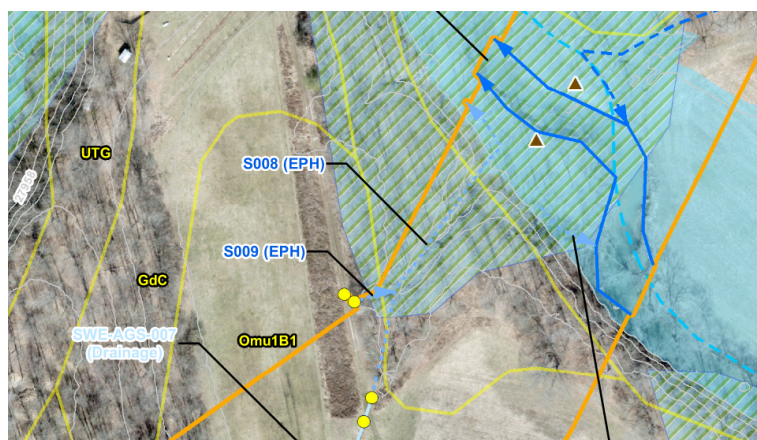 UTG
S008 (EPH)
S009 (EPH)
GdC
SWE-AGS-007
(Drainage)
Omu1B1